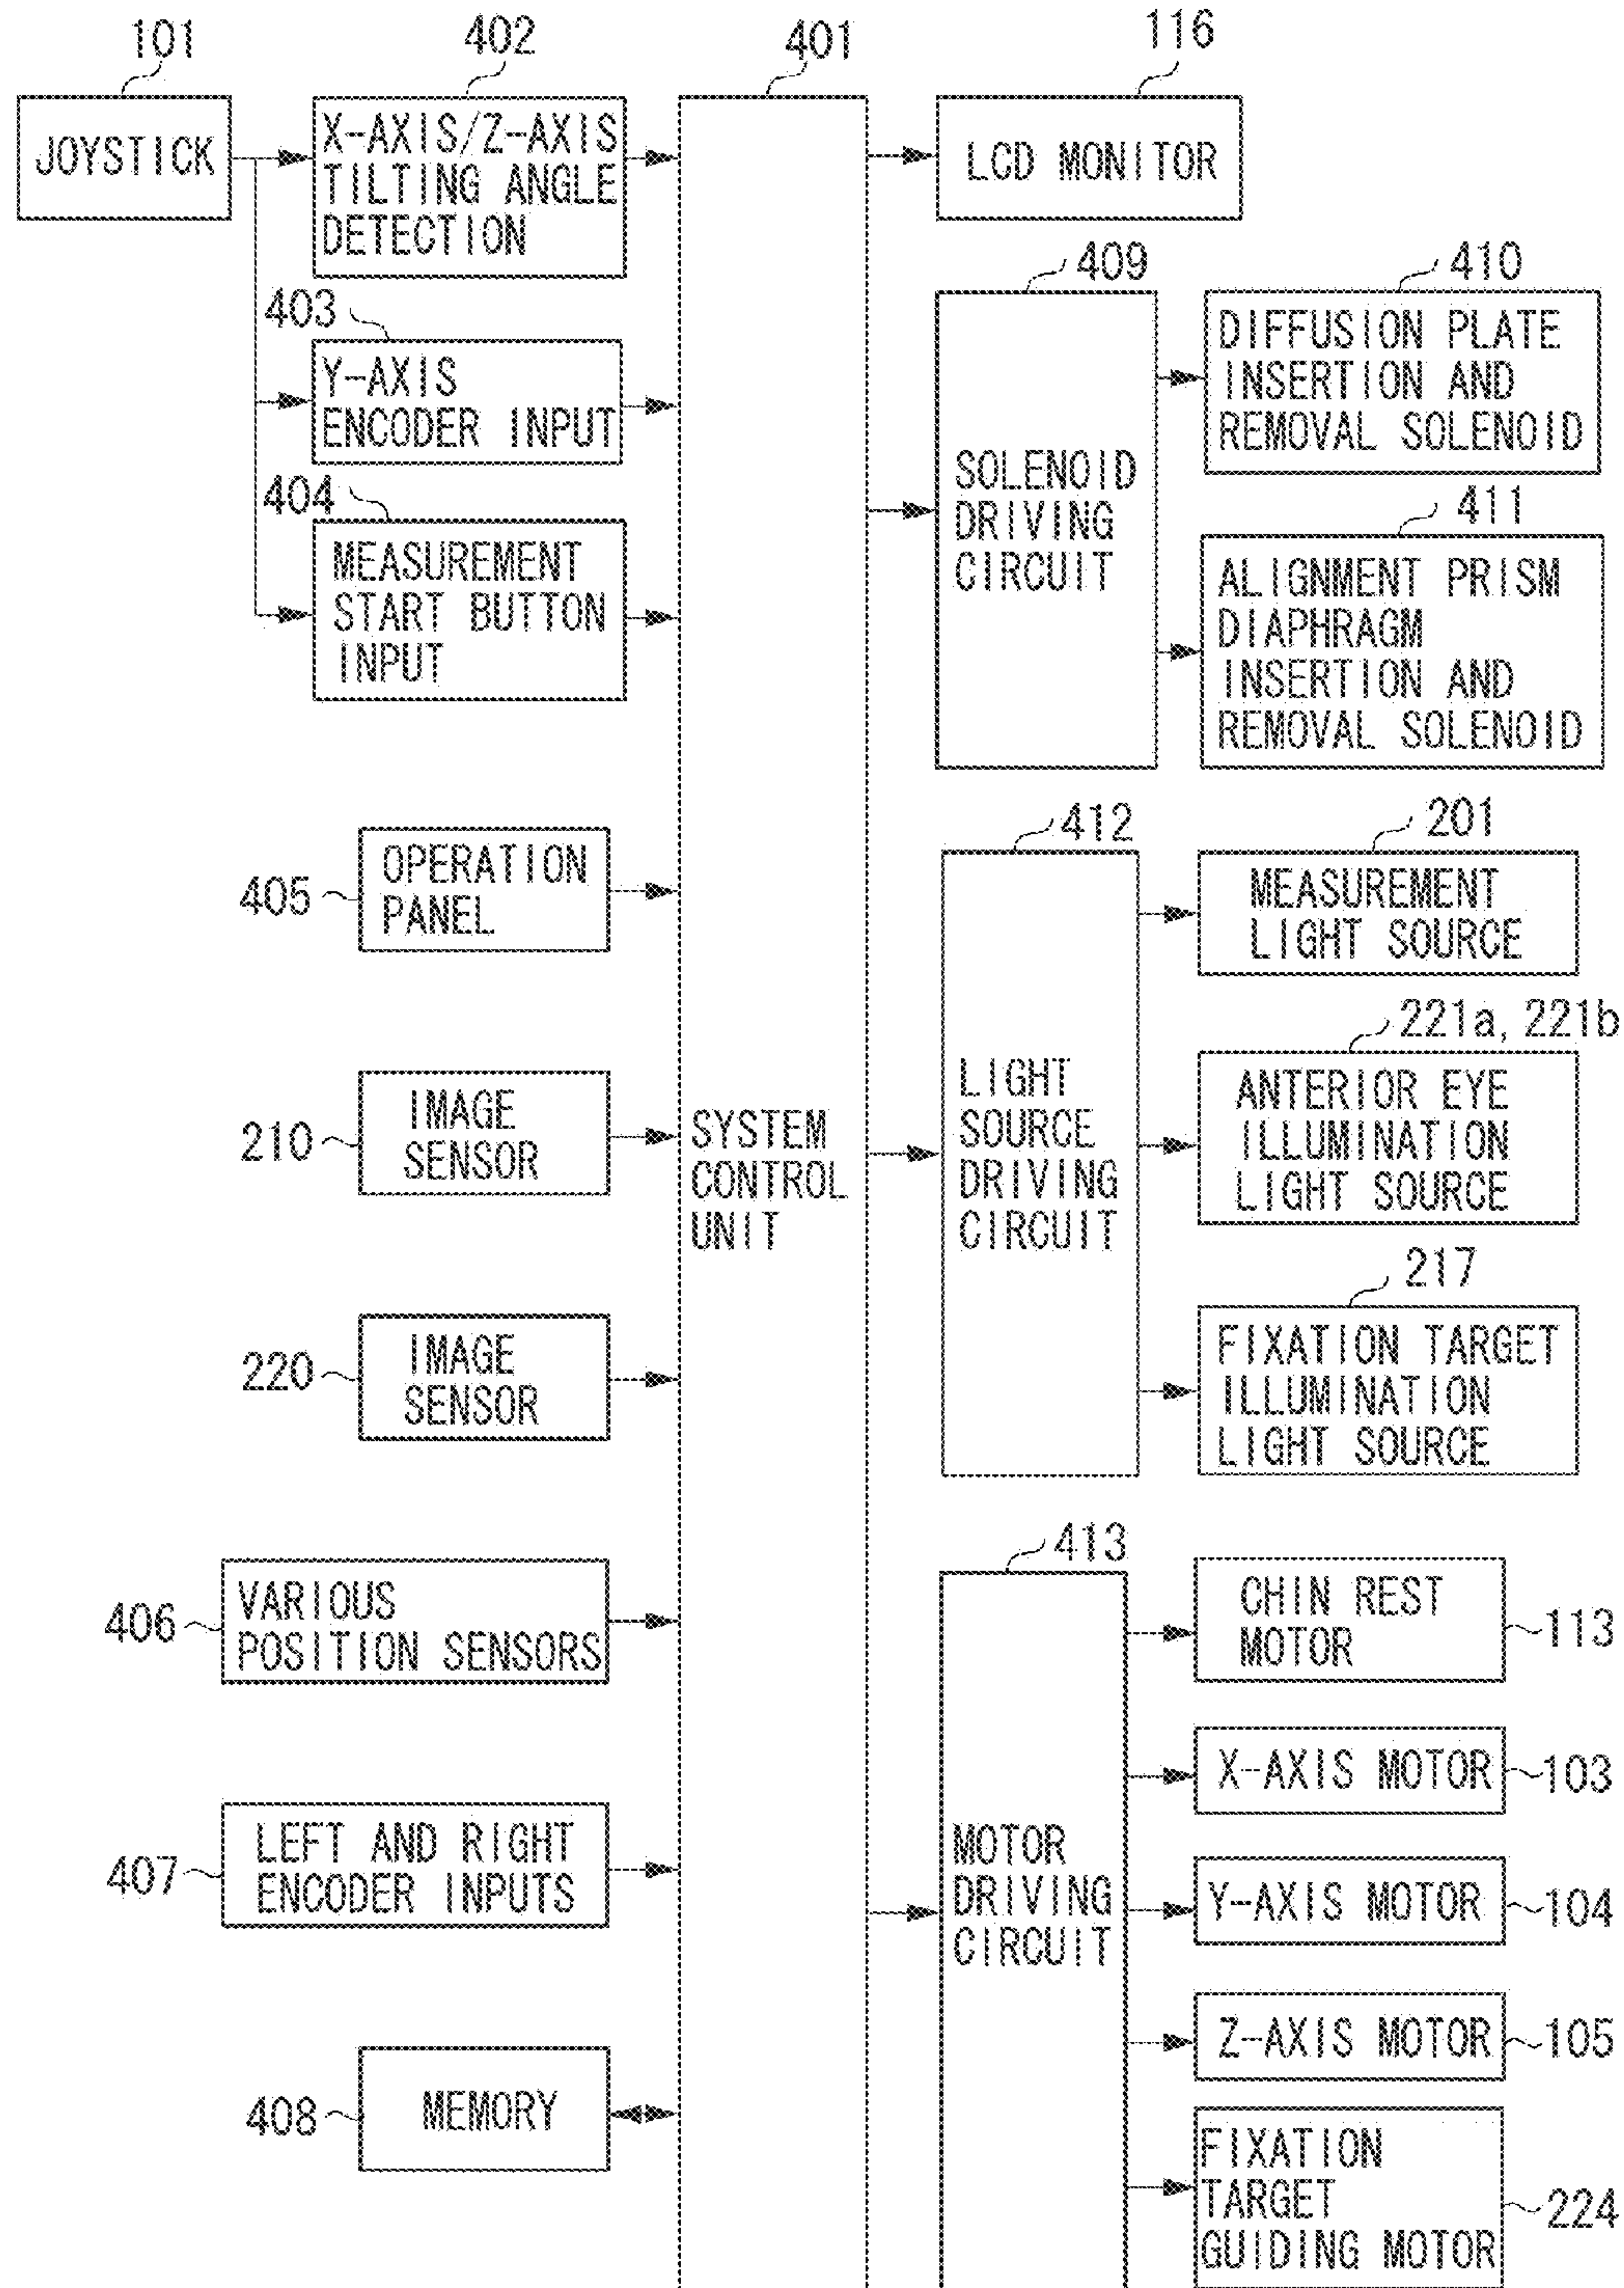 101
JOYSTICK
402
X-AXIS/Z-AXIS
TILTING ANGLE
DETECTION
403
Y-AXIS
ENCODER INPUT
404
MEASUREMENT
START BUTTON
INPUT
405
OPERATION
PANEL
210
IMAGE
SENSOR
220
IMAGE
SENSOR
406
VARIOUS
POSITION SENSORS
407
LEFT AND RIGHT
ENCODER INPUTS
408
MEMORY
401
SYSTEM
CONTROL
UNIT
116
LCD MONITOR
409
SOLENOID
DRIVING
CIRCUIT
410
DIFFUSION PLATE
INSERTION AND
REMOVAL SOLENOID
411
ALIGNMENT PRISM
DIAPHRAGM
INSERTION AND
REMOVAL SOLENOID
412
LIGHT
SOURCE
DRIVING
CIRCUIT
201
MEASUREMENT
LIGHT SOURCE
221a, 221b
ANTERIOR EYE
ILLUMINATION
LIGHT SOURCE
217
FIXATION TARGET
ILLUMINATION
LIGHT SOURCE
413
MOTOR
DRIVING
CIRCUIT
CHIN REST
MOTOR
113
X-AXIS MOTOR
103
Y-AXIS MOTOR
104
Z-AXIS MOTOR
105
FIXATION
TARGET
GUIDING MOTOR
224